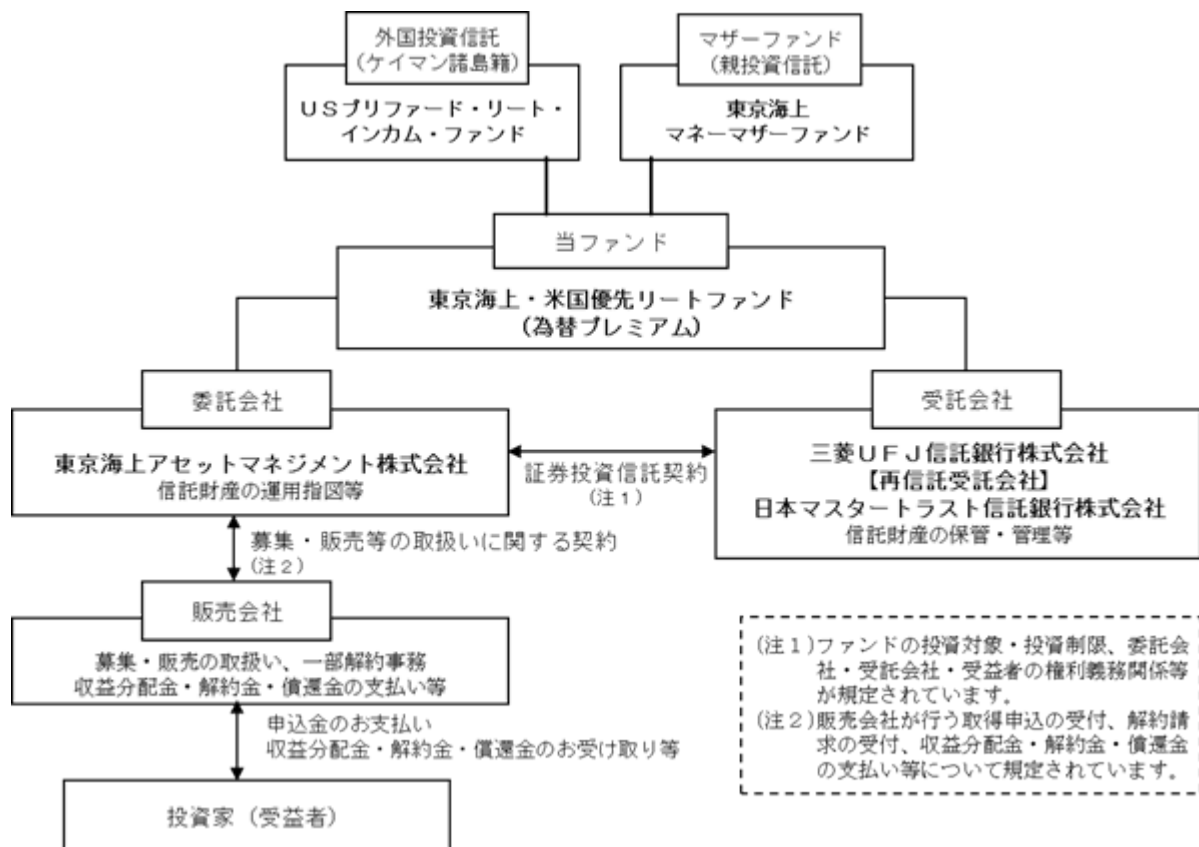 外国投資信託
(ケイマン諸島籍)
USプリファード・リート・
インカム・ファンド
マザーファンド
(親投資信託)
東京海上
マネーマザーファンド
当ファンド
東京海上・米国優先リートファンド
(為替プレミアム)
委託会社
東京海上アセットマネジメント株式会社
信託財産の運用指図等
証券投資信託契約
(注1)
受託会社
三菱UFJ信託銀行株式会社
【再信託受託会社】
日本マスタートラスト信託銀行株式会社
信託財産の保管・管理等
募集・販売等の取扱いに関する契約
(注2)
販売会社
募集・販売の取扱い、一部解約事務
収益分配金・解約金・償還金の支払い等
申込金のお支払い
収益分配金・解約金・償還金のお受け取り等
投資家(受益者)
(注1)ファンドの投資対象・投資制限、委託会
社・受託会社・受益者の権利義務関係等
が規定されています。
(注2)販売会社が行う取得申込の受付、解約請
求の受付、収益分配金・解約金・償還金
の支払い等について規定されています。